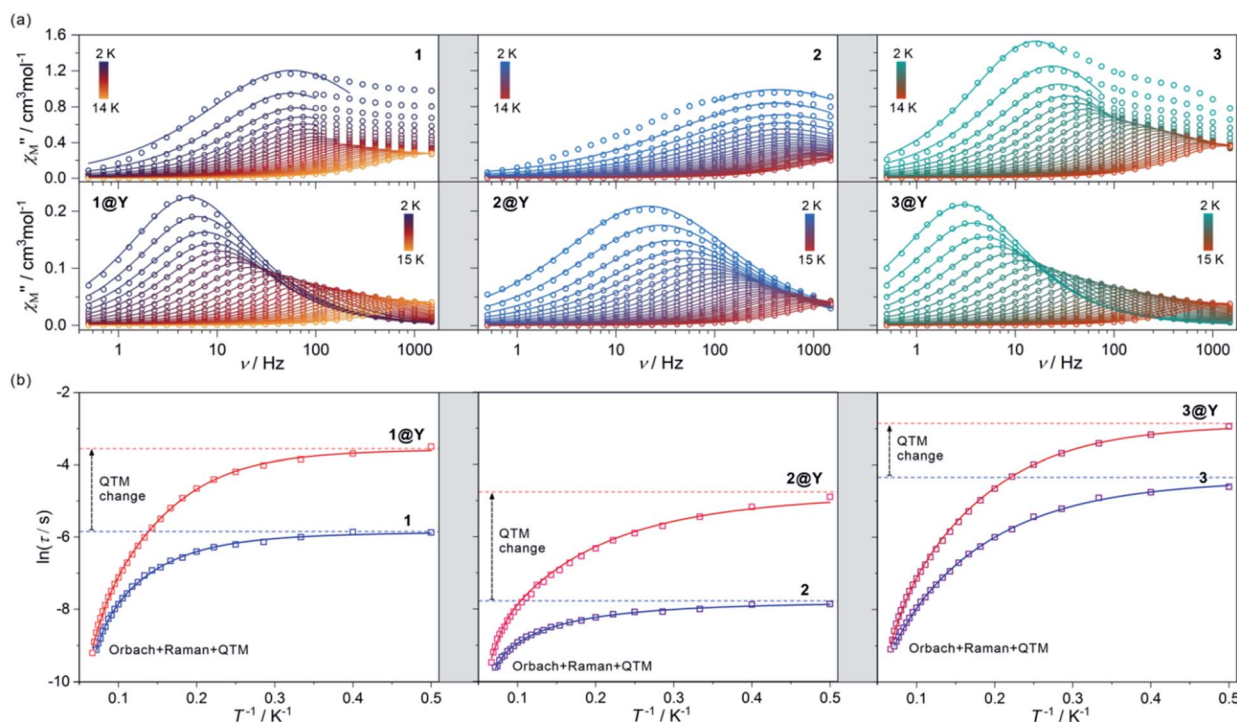 (a)
1.6
1.2
0.8
0.4
0.0
χM'' / cm³mol⁻¹
2 K
14 K
1
2 K
14 K
2
2 K
14 K
3
0.2
0.1
0.0
χM'' / cm³mol⁻¹
1@Y
2 K
15 K
2@Y
2 K
15 K
3@Y
2 K
15 K
1 10 100 1000
ν / Hz
1 10 100 1000
ν / Hz
1 10 100 1000
ν / Hz
(b)
-2
-4
-6
-8
-10
ln(τ / s)
1@Y
QTM
change
1
Orbach+Raman+QTM
2@Y
QTM
change
2
Orbach+Raman+QTM
3@Y
QTM
change
3
Orbach+Raman+QTM
0.1 0.2 0.3 0.4 0.5
T⁻¹ / K⁻¹
0.1 0.2 0.3 0.4 0.5
T⁻¹ / K⁻¹
0.1 0.2 0.3 0.4 0.5
T⁻¹ / K⁻¹